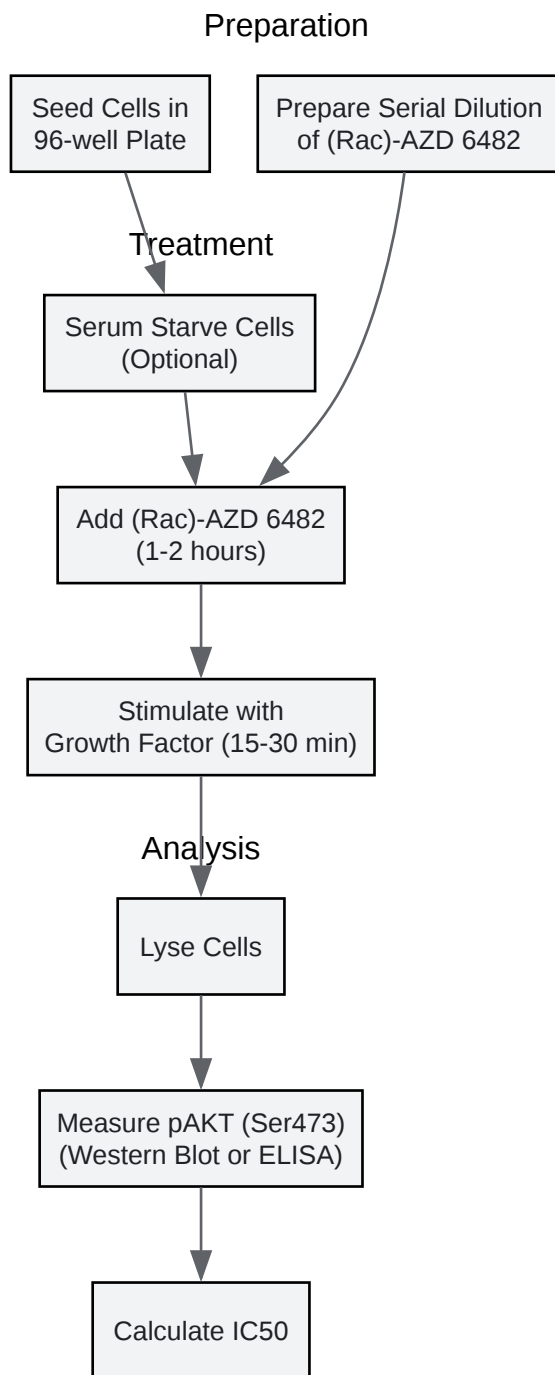 Preparation
Seed Cells in
96-well Plate
Prepare Serial Dilution
of (Rac)-AZD 6482
Treatment
Serum Starve Cells
(Optional)
Add (Rac)-AZD 6482
(1-2 hours)
Stimulate with
Growth Factor (15-30 min)
Analysis
Lyse Cells
Measure pAKT (Ser473)
(Western Blot or ELISA)
Calculate IC50